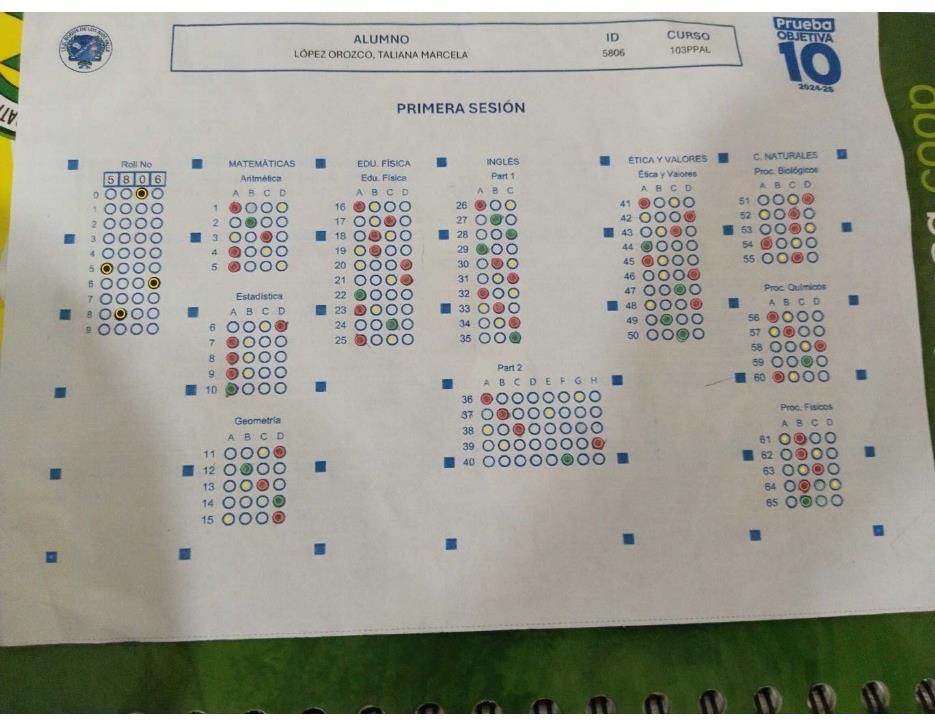 ALUMNO
LÓPEZ OROZCO, TALIANA MARCELA
ID
5806
CURSO
103PPAL
Prueba
OBJETIVA
10
2024-25
PRIMERA SESIÓN
Roll No
5 8 0 6
0
1
2
3
4
5
6
7
8
9
MATEMÁTICAS
Aritmética
A B C D
1
2
3
4
5
Estadística
A B C D
6
7
8
9
10
Geometría
A B C D
11
12
13
14
15
EDU. FÍSICA
Edu. Física
A B C D
16
17
18
19
20
21
22
23
24
25
INGLÉS
Part 1
A B C
26
27
28
29
30
31
32
33
34
35
Part 2
A B C D E F G H
36
37
38
39
40
ÉTICA Y VALORES
Ética y Valores
A B C D
41
42
43
44
45
46
47
48
49
50
C. NATURALES
Proc. Biológicos
A B C D
51
52
53
54
55
Proc. Químicos
A B C D
56
57
58
59
60
Proc. Físicos
A B C D
61
62
63
64
65